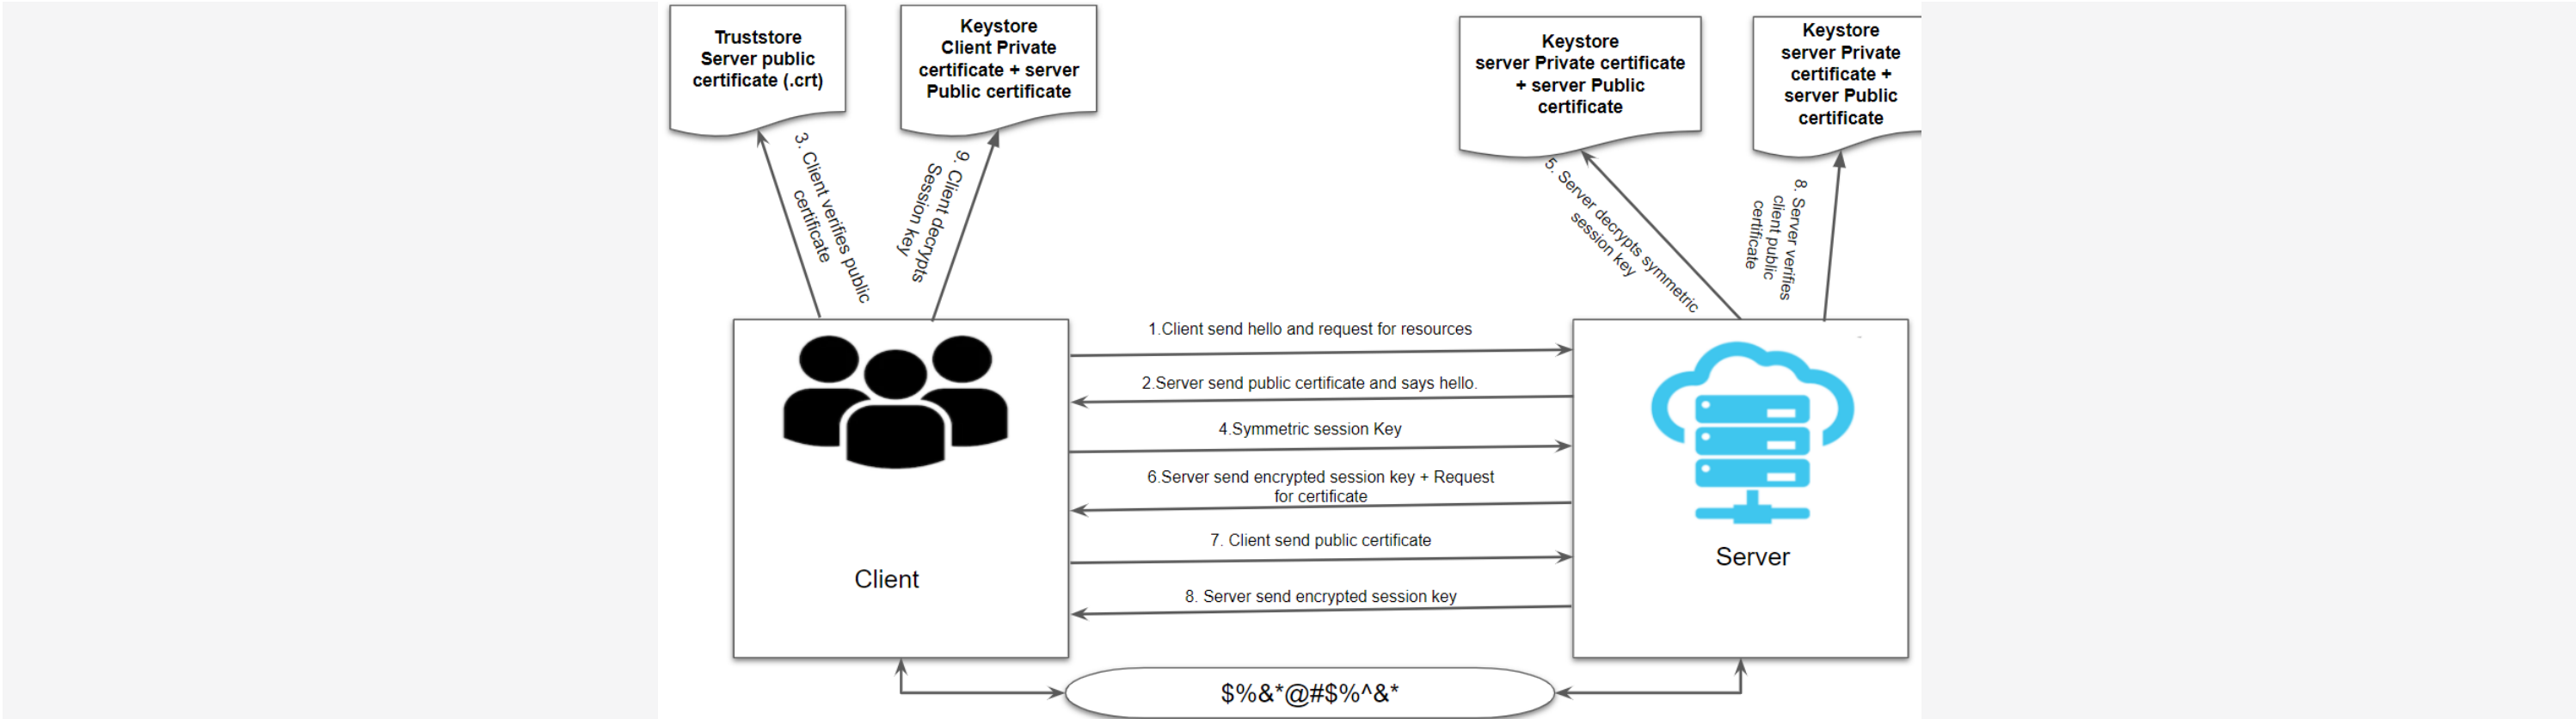 Truststore
Server public
certificate (.crt)
Keystore
Client Private
certificate + server
Public certificate
Keystore
server Private certificate
+ server Public
certificate
Keystore
server Private
certificate +
server Public
certificate
3. Client verifies public
certificate
9. Client decrypts
Session key
5. Server decrypts symmetric
session key
8. Server verifies
client public
certificate
1.Client send hello and request for resources
2.Server send public certificate and says hello.
4.Symmetric session Key
6.Server send encrypted session key + Request
for certificate
7. Client send public certificate
8. Server send encrypted session key
Client
Server
$%&*@#$%^&*